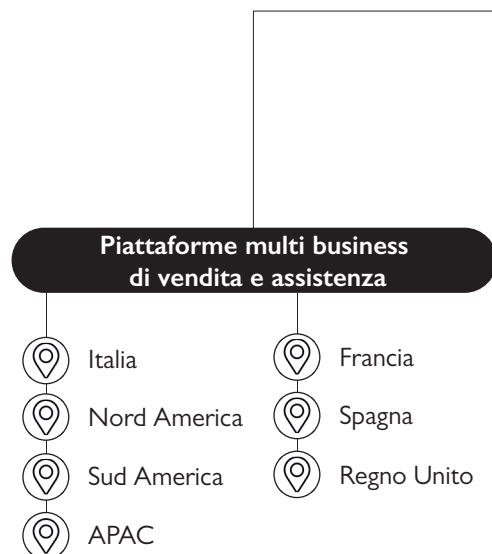 Piattaforme multi business
di vendita e assistenza
Italia
Nord America
Sud America
APAC
Francia
Spagna
Regno Unito